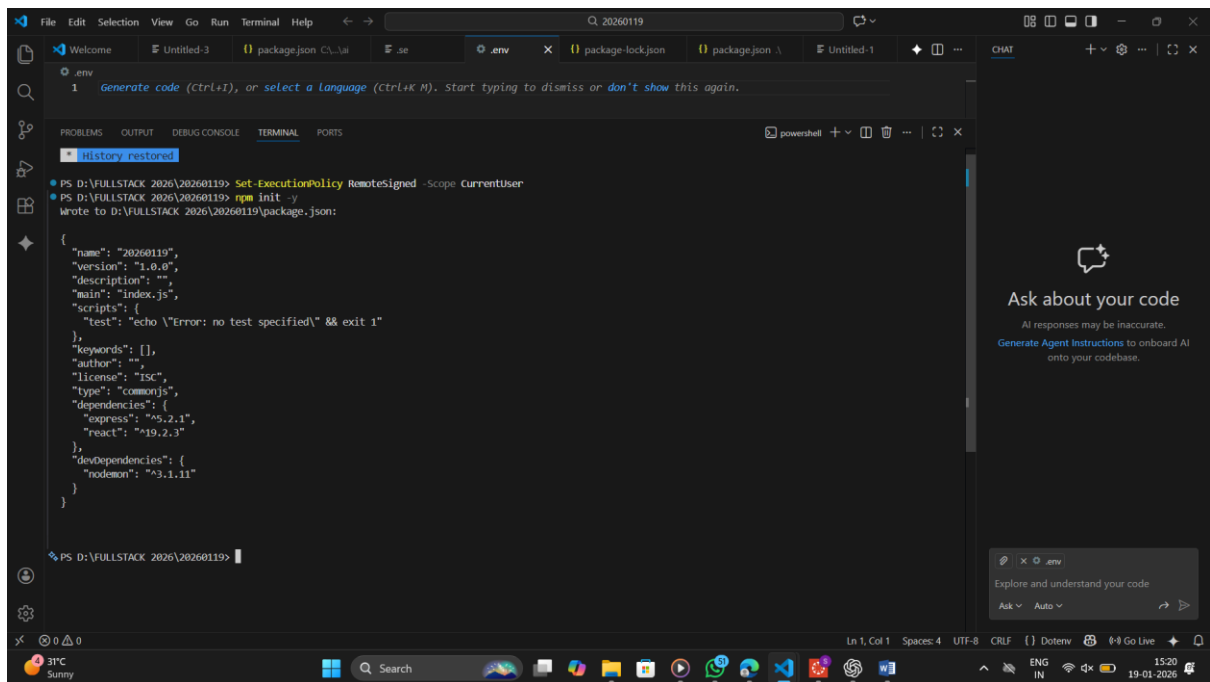 File Edit Selection View Go Run Terminal Help
20260119
Welcome
Untitled-3
{} package.json C:\...\ai
.se
.env
{} package-lock.json
{} package.json .\
Untitled-1
.env
1 Generate code (Ctrl+I), or select a language (Ctrl+K M). Start typing to dismiss or don't show this again.
PROBLEMS OUTPUT DEBUG CONSOLE TERMINAL PORTS
powershell
* History restored
PS D:\FULLSTACK 2026\20260119> Set-ExecutionPolicy RemoteSigned -Scope CurrentUser
PS D:\FULLSTACK 2026\20260119> npm init -y
Wrote to D:\FULLSTACK 2026\20260119\package.json:
{
"name": "20260119",
"version": "1.0.0",
"description": "",
"main": "index.js",
"scripts": {
"test": "echo \"Error: no test specified\" && exit 1"
},
"keywords": [],
"author": "",
"license": "ISC",
"type": "commonjs",
"dependencies": {
"express": "^5.2.1",
"react": "^19.2.3"
},
"devDependencies": {
"nodemon": "^3.1.11"
}
}
PS D:\FULLSTACK 2026\20260119>
CHAT
Ask about your code
AI responses may be inaccurate.
Generate Agent Instructions to onboard AI
onto your codebase.
.env
Explore and understand your code
Ask Auto
0 0
Ln 1, Col 1 Spaces: 4 UTF-8 CRLF {} Dotenv Go Live
4
31°C
Sunny
Search
51
5
ENG
IN
15:20
19-01-2026